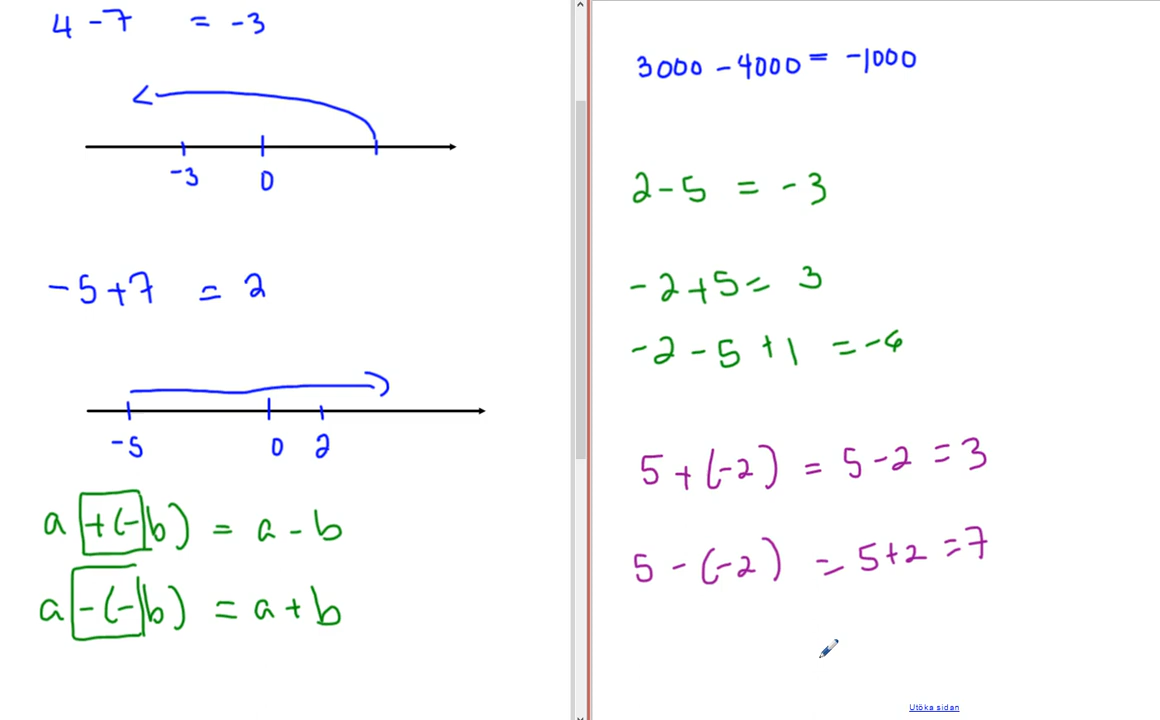 4 - 7 = -3
-3 0
-5+7 = 2
-5 0 2
a +(-b) = a - b
a -(-b) = a + b
3000 - 4000 = -1000
2 - 5 = -3
-2+5 = 3
-2 - 5 + 1 = -6
5 + (-2) = 5 - 2 = 3
5 - (-2) = 5+2 = 7
Utöka sidan